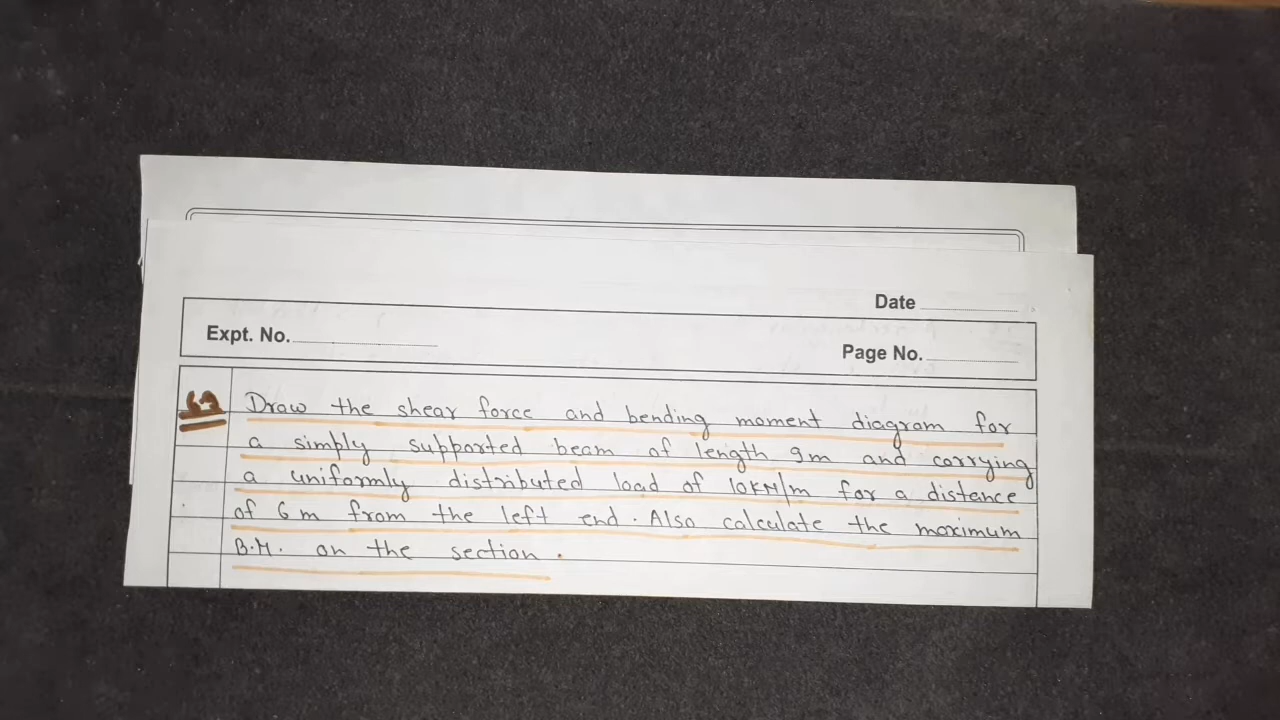 Date
Expt. No.
Page No.
Draw the shear force and bending moment diagram for
a simply supported beam of length 9m and carrying
a uniformly distributed load of 10KN/m for a distance
of 6 m from the left end. Also calculate the maximum
B.M. on the section.